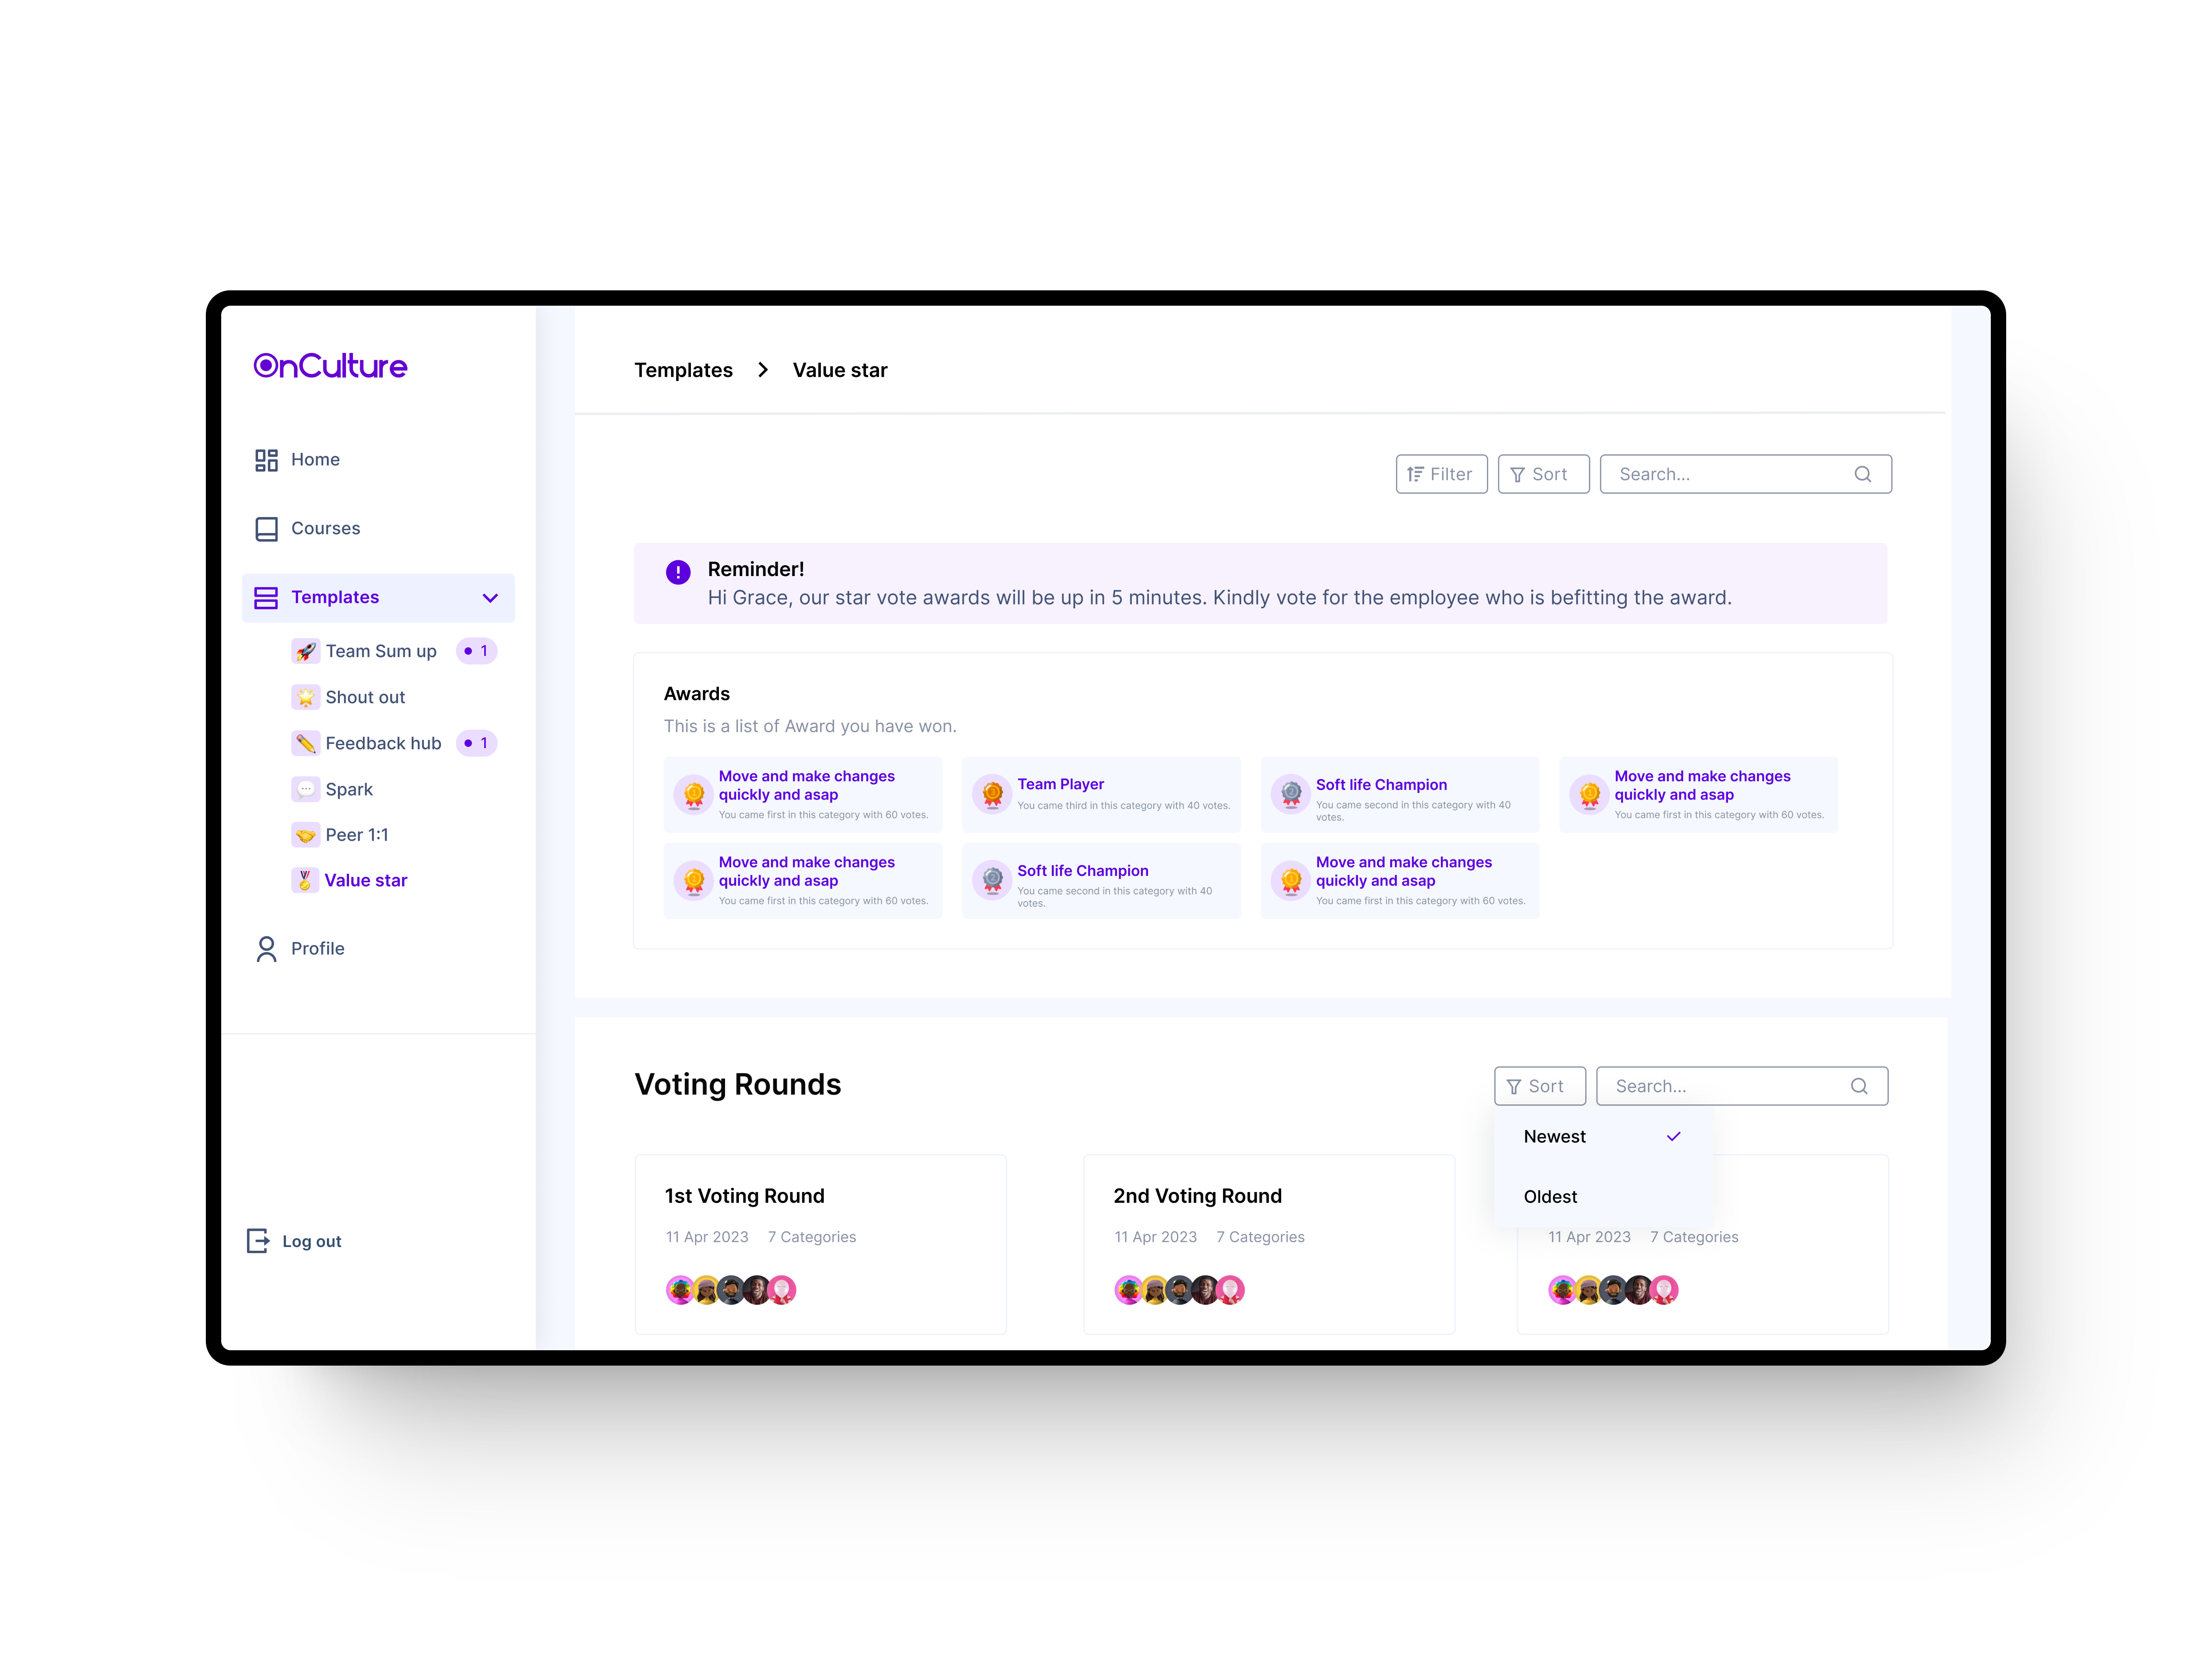 OnCulture
Home
Courses
Templates
Team Sum up
1
Shout out
Feedback hub
1
Spark
Peer 1:1
Value star
Profile
Log out
Templates > Value star
Filter
Sort
Search...
Reminder!
Hi Grace, our star vote awards will be up in 5 minutes. Kindly vote for the employee who is befitting the award.
Awards
This is a list of Award you have won.
1
Move and make changes
quickly and asap
You came first in this category with 60 votes.
3
Team Player
You came third in this category with 40 votes.
2
Soft life Champion
You came second in this category with 40
votes.
1
Move and make changes
quickly and asap
You came first in this category with 60 votes.
1
Move and make changes
quickly and asap
You came first in this category with 60 votes.
2
Soft life Champion
You came second in this category with 40
votes.
1
Move and make changes
quickly and asap
You came first in this category with 60 votes.
Voting Rounds
Sort
Search...
Newest
Oldest
1st Voting Round
11 Apr 2023 7 Categories
2nd Voting Round
11 Apr 2023 7 Categories
11 Apr 2023 7 Categories